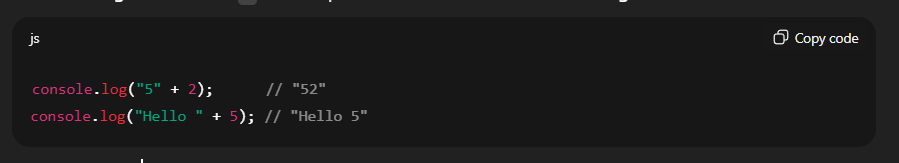 js
Copy code
console.log("5" + 2);      // "52"
console.log("Hello " + 5); // "Hello 5"